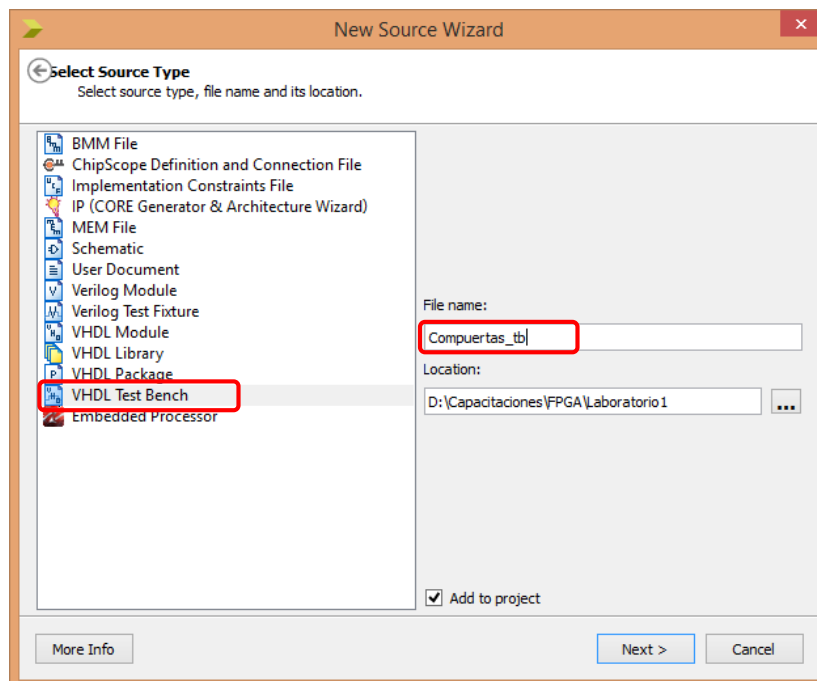 New Source Wizard
Select Source Type
Select source type, file name and its location.
BMM File
ChipScope Definition and Connection File
Implementation Constraints File
IP (CORE Generator & Architecture Wizard)
MEM File
Schematic
User Document
Verilog Module
Verilog Test Fixture
VHDL Module
VHDL Library
VHDL Package
VHDL Test Bench
Embedded Processor
File name:
Compuertas_tb
Location:
D:\Capacitaciones\FPGA\Laboratorio1
...
Add to project
More Info
Next >
Cancel